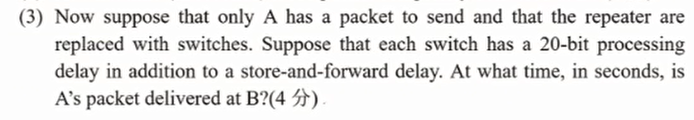 (3) Now suppose that only A has a packet to send and that the repeater are
replaced with switches. Suppose that each switch has a 20-bit processing
delay in addition to a store-and-forward delay. At what time, in seconds, is
A's packet delivered at B?(4 分).